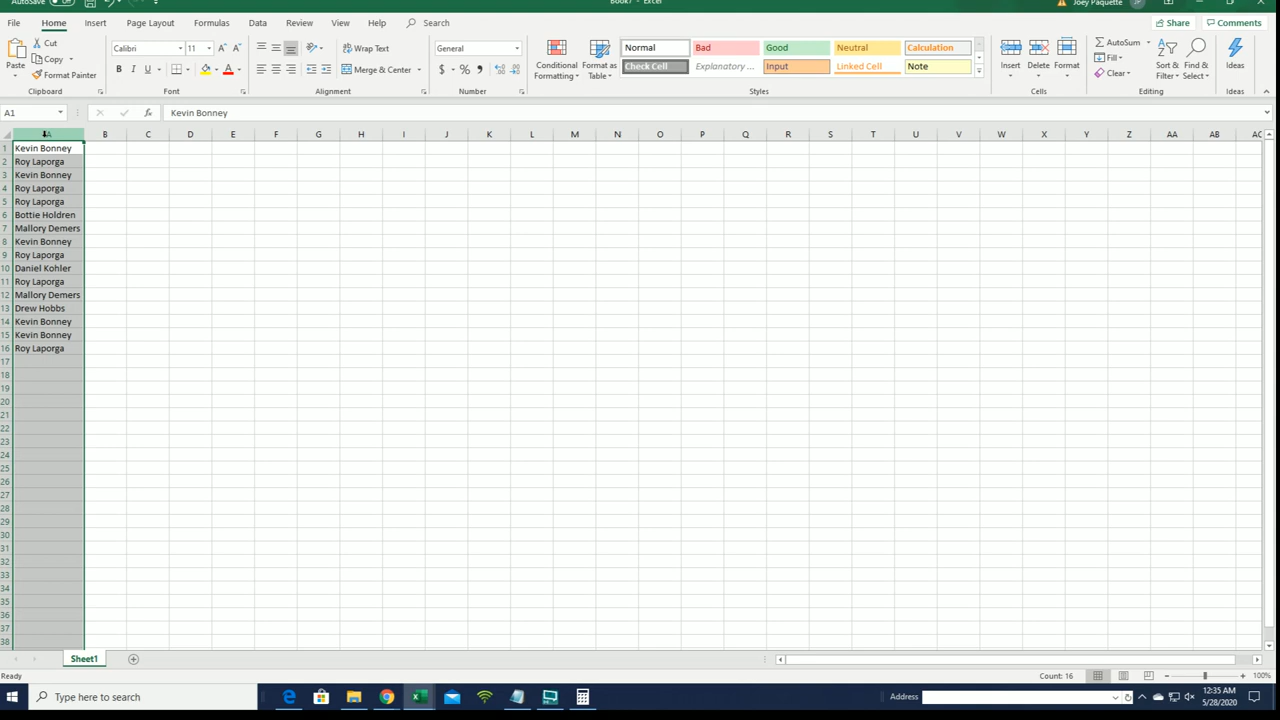 AutoSave Off Book7 - Excel Joey Paquette JP
File Home Insert Page Layout Formulas Data Review View Help Search Share Comments
Paste Cut Copy Format Painter Clipboard
Calibri 11 A A B I U A Font
Wrap Text Merge & Center Alignment
General $ % , Number
Conditional Formatting Format as Table
Normal Bad Good Neutral Calculation
Check Cell Explanatory ... Input Linked Cell Note
Styles
Insert Delete Format Cells
AutoSum Fill Clear Sort & Filter Find & Select Editing
Ideas Ideas
A1 fx Kevin Bonney
A B C D E F G H I J K L M N O P Q R S T U V W X Y Z AA AB AC
1 Kevin Bonney
2 Roy Laporga
3 Kevin Bonney
4 Roy Laporga
5 Roy Laporga
6 Bottie Holdren
7 Mallory Demers
8 Kevin Bonney
9 Roy Laporga
10 Daniel Kohler
11 Roy Laporga
12 Mallory Demers
13 Drew Hobbs
14 Kevin Bonney
15 Kevin Bonney
16 Roy Laporga
17
18
19
20
21
22
23
24
25
26
27
28
29
30
31
32
33
34
35
36
37
38
Sheet1
Ready Count: 16 100%
Type here to search Address 12:35 AM
5/28/2020